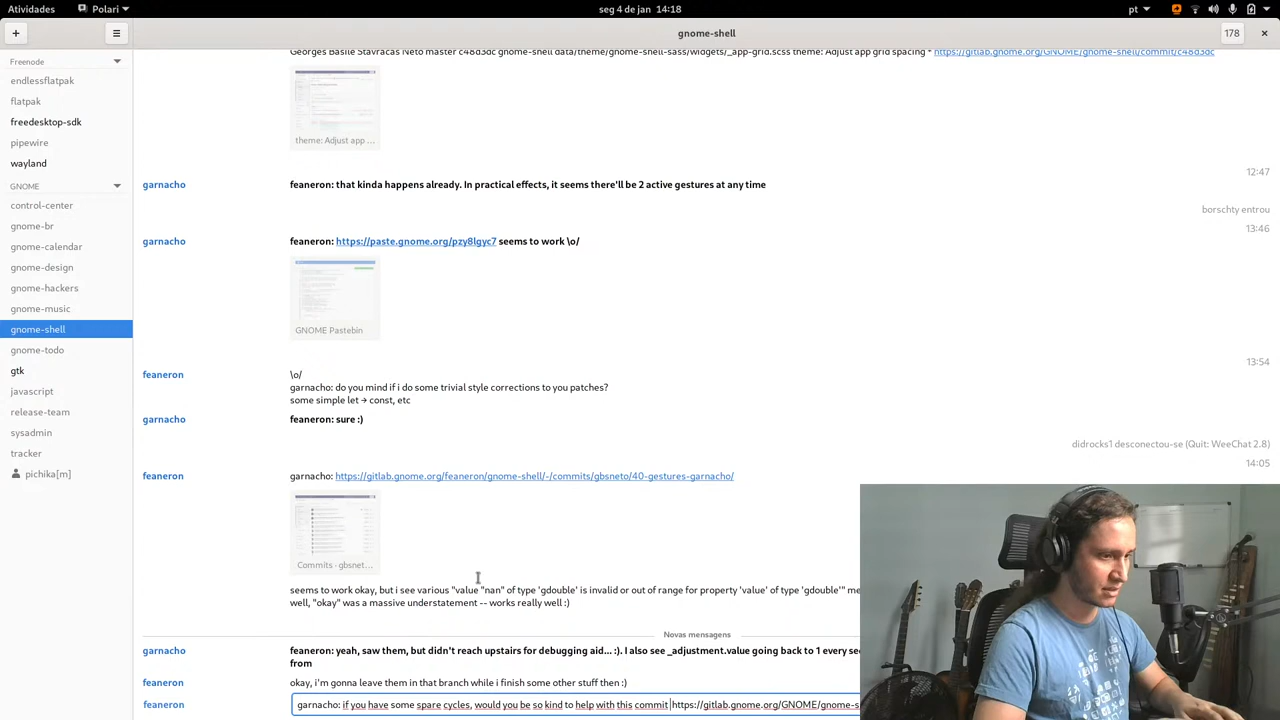 Atividades Polari seg 4 de jan 14:18 pt
gnome-shell 178
Freenode
endlessflatpak
flatpak
freedesktop-sdk
pipewire
wayland
GNOME
control-center
gnome-br
gnome-calendar
gnome-design
gnome-hackers
gnome-music
gnome-shell
gnome-todo
gtk
javascript
release-team
sysadmin
tracker
pichika[m]
Georges Basile Stavracas Neto master c48d3dc gnome-shell data/theme/gnome-shell-sass/widgets/_app-grid.scss theme: Adjust app grid spacing * https://gitlab.gnome.org/GNOME/gnome-shell/commit/c48d3dc
theme: Adjust app ...
12:47
garnacho feaneron: that kinda happens already. In practical effects, it seems there'll be 2 active gestures at any time
borschty entrou
13:46
garnacho feaneron: https://paste.gnome.org/pzy8lgyc7 seems to work \o/
GNOME Pastebin
13:54
feaneron \o/
garnacho: do you mind if i do some trivial style corrections to you patches?
some simple let → const, etc
garnacho feaneron: sure :)
didrocks1 desconectou-se (Quit: WeeChat 2.8)
14:05
feaneron garnacho: https://gitlab.gnome.org/feaneron/gnome-shell/-/commits/gbsneto/40-gestures-garnacho/
Commits · gbsnet...
seems to work okay, but i see various "value "nan" of type 'gdouble' is invalid or out of range for property 'value' of type 'gdouble'" me
well, "okay" was a massive understatement -- works really well :)
Novas mensagens
garnacho feaneron: yeah, saw them, but didn't reach upstairs for debugging aid... :). I also see _adjustment.value going back to 1 every se
from
feaneron okay, i'm gonna leave them in that branch while i finish some other stuff then :)
feaneron garnacho: if you have some spare cycles, would you be so kind to help with this commit https://gitlab.gnome.org/GNOME/gnome-s